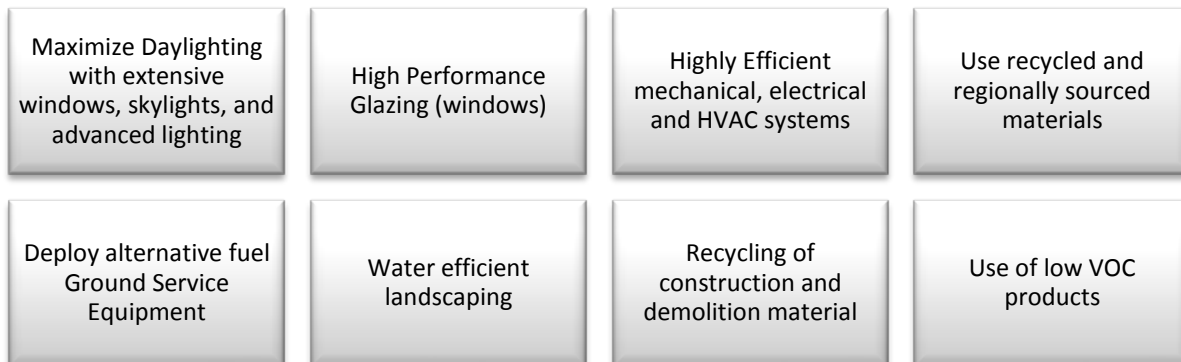 Maximize Daylighting
with extensive
windows, skylights, and
advanced lighting
High Performance
Glazing (windows)
Highly Efficient
mechanical, electrical
and HVAC systems
Use recycled and
regionally sourced
materials
Deploy alternative fuel
Ground Service
Equipment
Water efficient
landscaping
Recycling of
construction and
demolition material
Use of low VOC
products